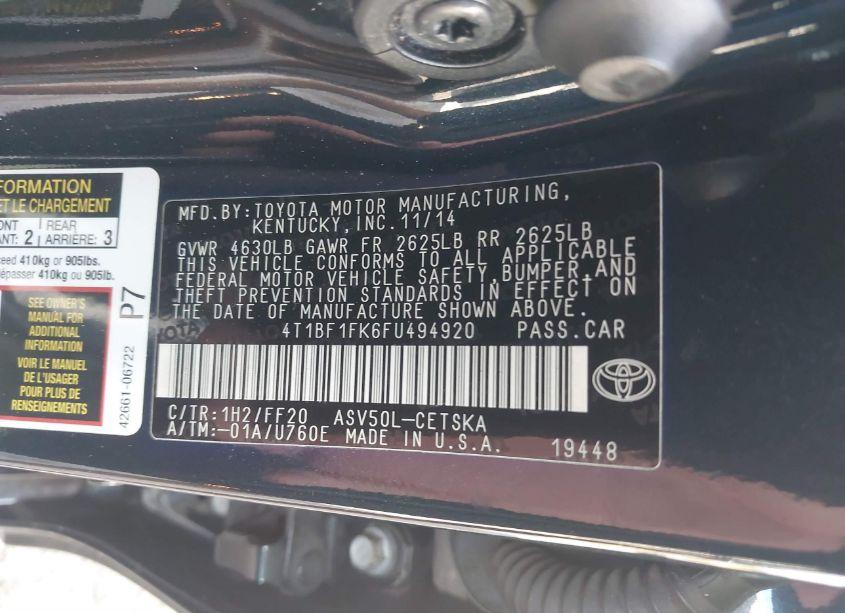 FORMATION
ET LE CHARGEMENT
2 REAR
2 ARRIÈRE: 3
410kg or 905lbs.
410kg ou 905lb.
SEE OWNER'S
MANUAL FOR
ADDITIONAL
INFORMATION
VOIR LE MANUEL
DE L'USAGER
POUR PLUS DE
RENSEIGNEMENTS
42661-06722 P7
MFD.BY:TOYOTA MOTOR MANUFACTURING,
KENTUCKY,INC.11/14
GVWR 4630LB GAWR FR 2625LB RR 2625LB
THIS VEHICLE CONFORMS TO ALL APPLICABLE
FEDERAL MOTOR VEHICLE SAFETY,BUMPER,AND
THEFT PREVENTION STANDARDS IN EFFECT ON
THE DATE OF MANUFACTURE SHOWN ABOVE.
4T1BF1FK6FU494920 PASS.CAR
C/TR:1H2/FF20 ASV50L-CETSKA
A/TM:-01A/U760E MADE IN U.S.A.
19448